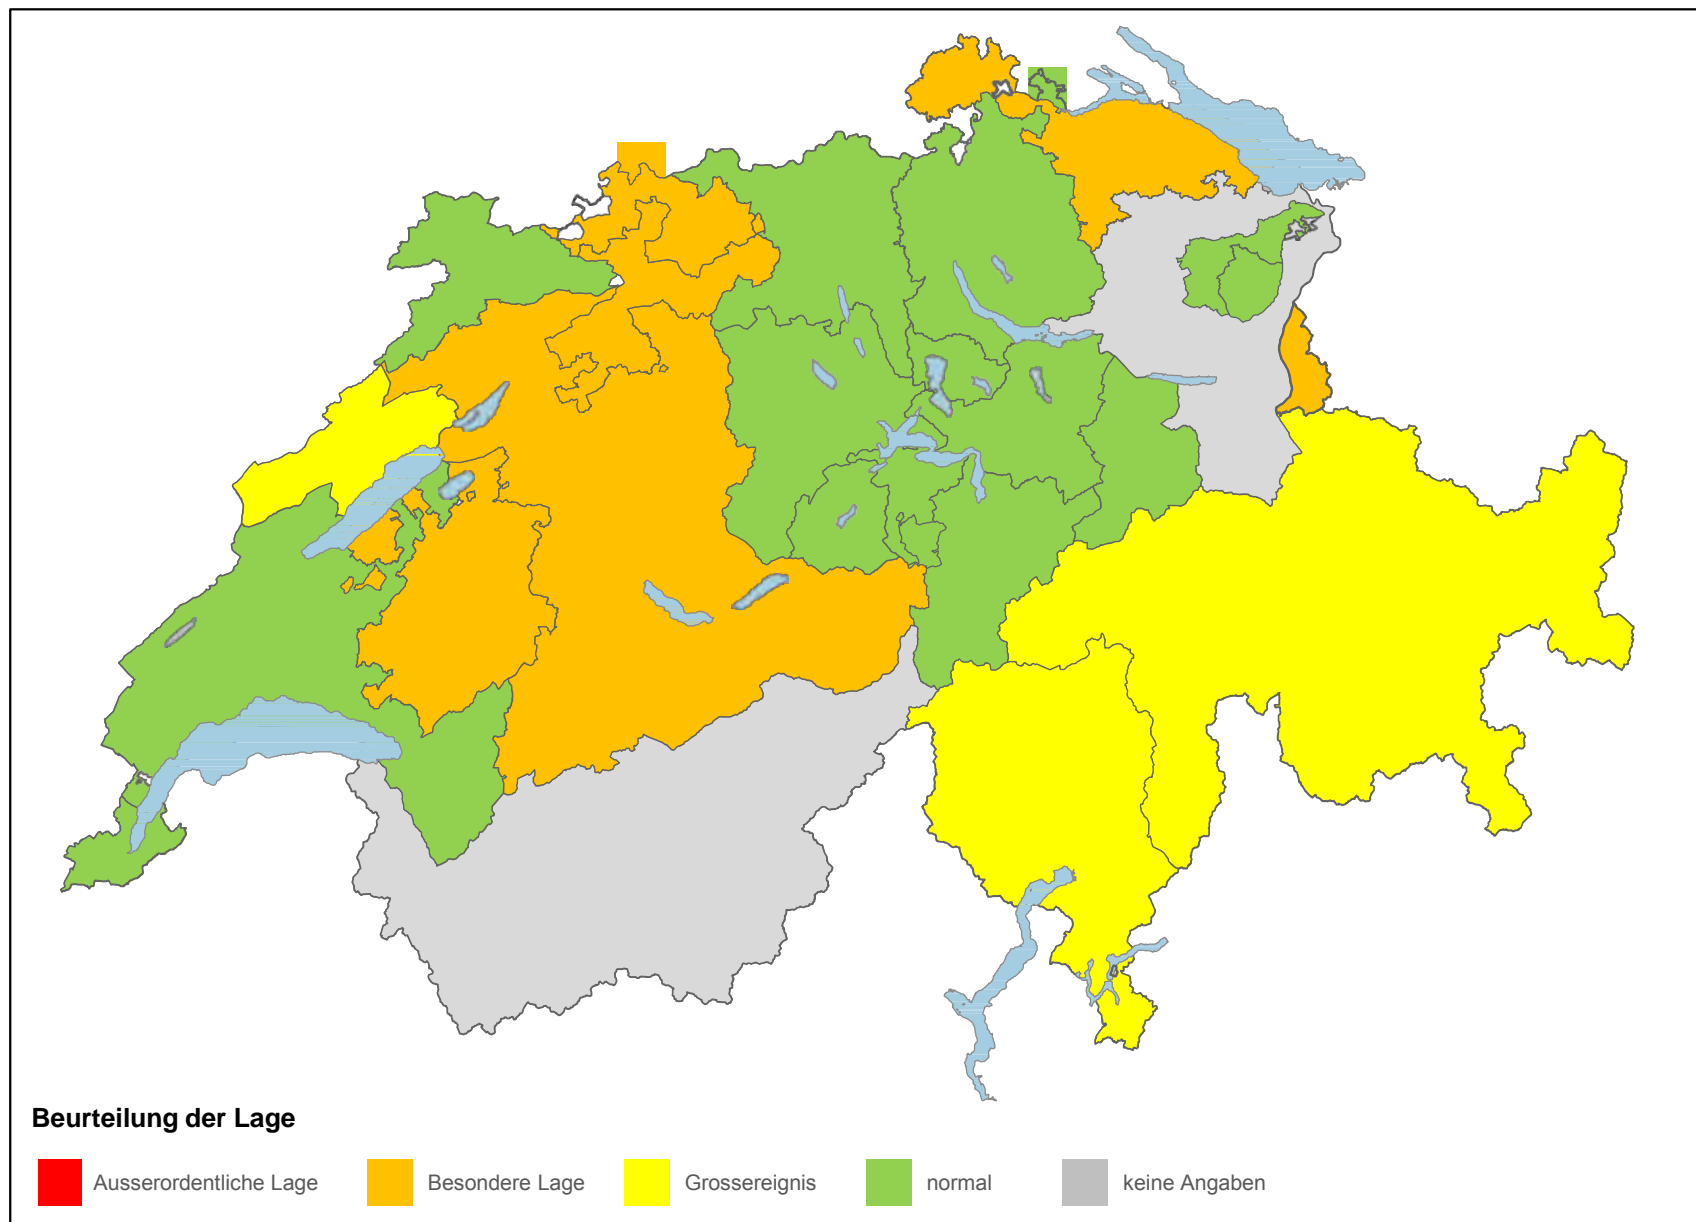 Beurteilung der Lage
Ausserordentliche Lage
Besondere Lage
Grossereignis
normal
keine Angaben